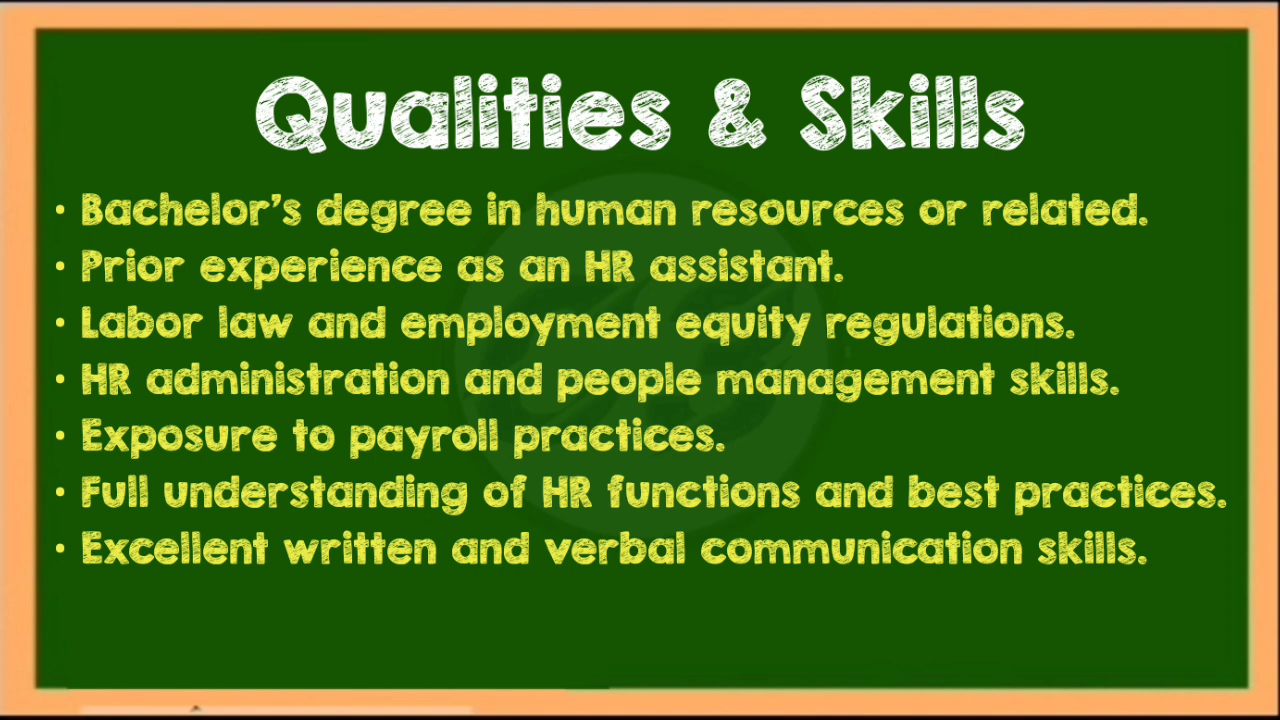 Qualities & Skills
• Bachelor's degree in human resources or related.
• Prior experience as an HR assistant.
• Labor law and employment equity regulations.
• HR administration and people management skills.
• Exposure to payroll practices.
• Full understanding of HR functions and best practices.
• Excellent written and verbal communication skills.